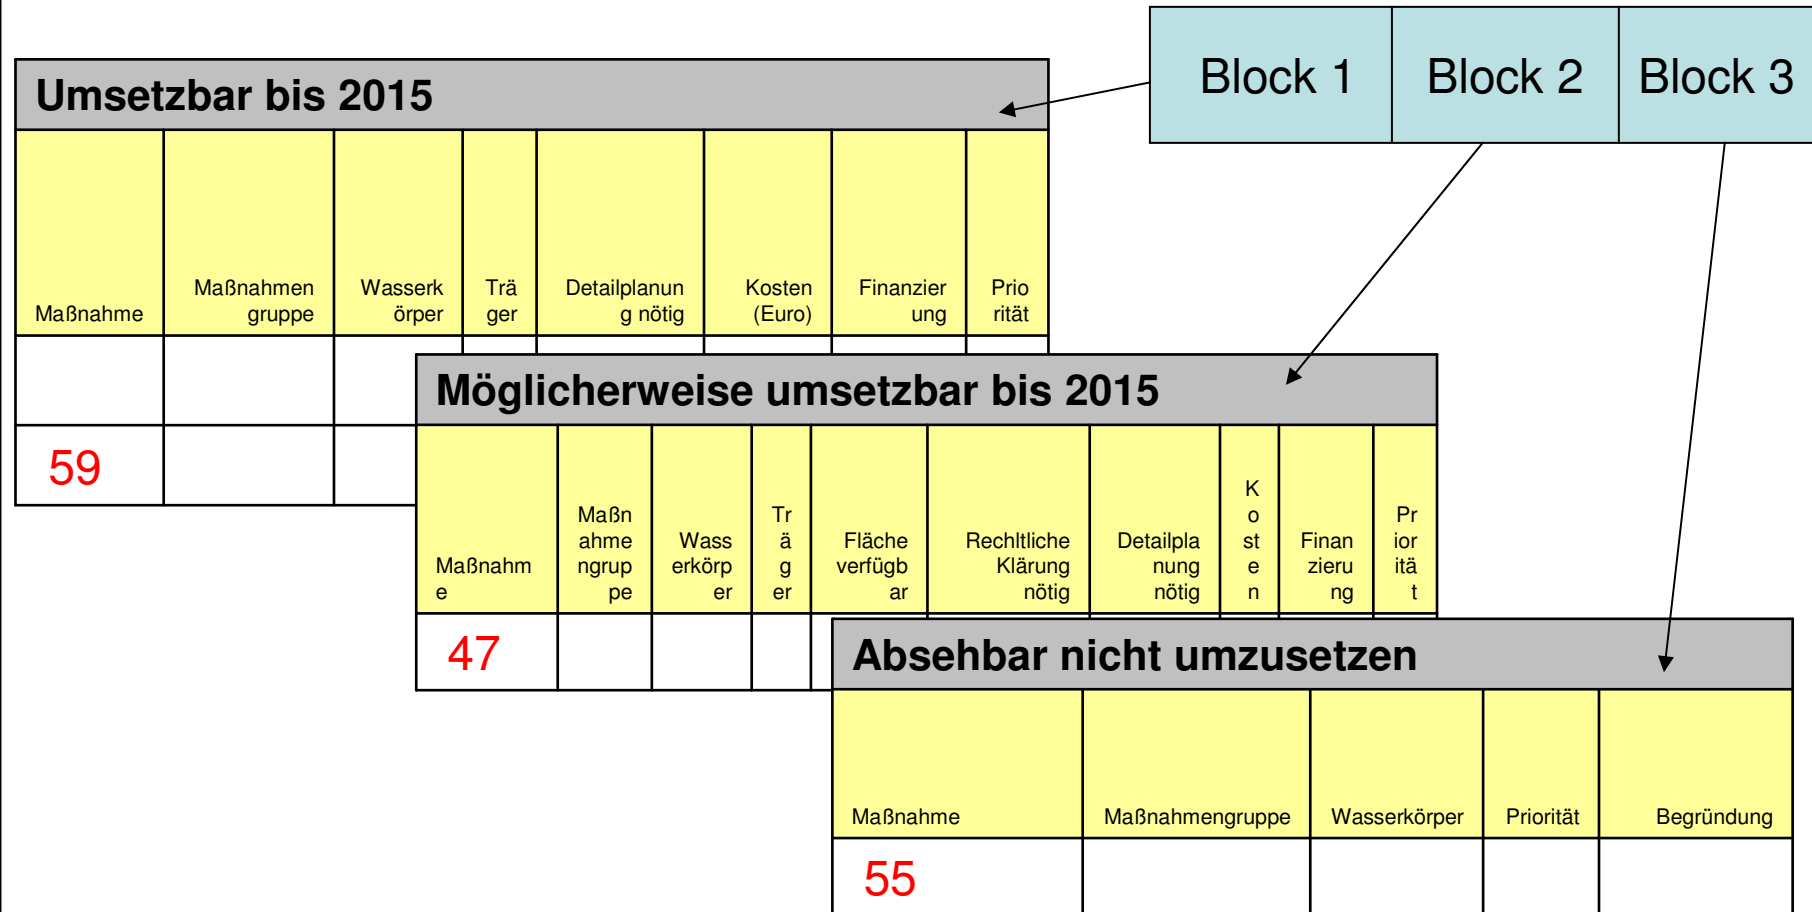 Block 1 Block 2 Block 3
Umsetzbar bis 2015
Maßnahme
Maßnahmen
gruppe
Wasserk
örper
Trä
ger
Detailplanun
g nötig
Kosten
(Euro)
Finanzier
ung
Prio
rität
59
Möglicherweise umsetzbar bis 2015
Maßnahm
e
Maßn
ahme
ngrup
pe
Wass
erkörp
er
Tr
ä
g
er
Fläche
verfügb
ar
Rechltliche
Klärung
nötig
Detailpla
nung
nötig
K
o
st
e
n
Finan
zieru
ng
Pr
ior
itä
t
47
Absehbar nicht umzusetzen
Maßnahme Maßnahmengruppe Wasserkörper Priorität Begründung
55